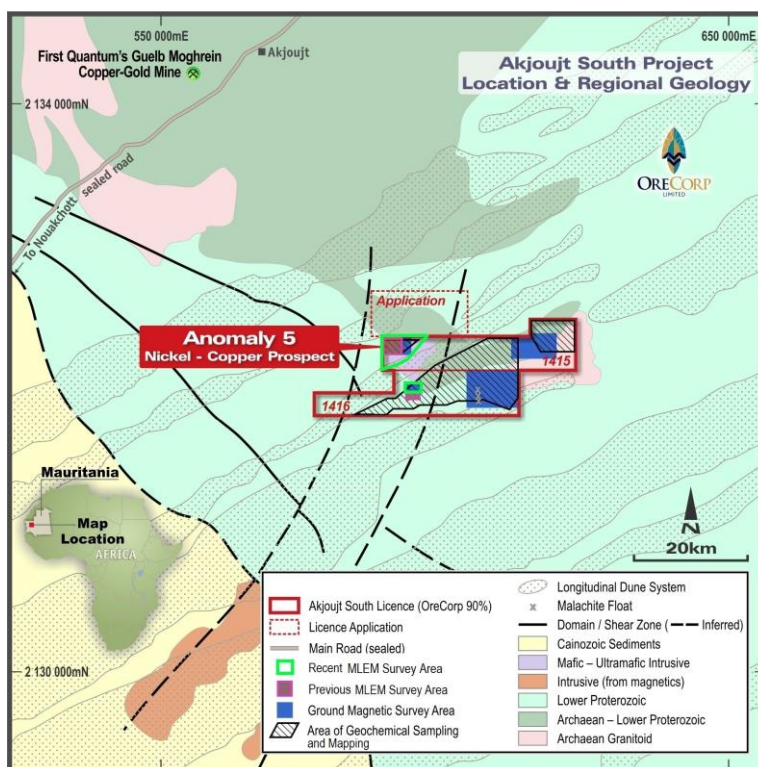 550 000mE
650 000mE
First Quantum's Guelb Moghrein
Copper-Gold Mine
Akjoujt
Akjoujt South Project
Location & Regional Geology
2 134 000mN
ORECORP
LIMITED
To Nouakchott sealed road
Application
Anomaly 5
Nickel - Copper Prospect
1415
1416
Mauritania
Map
Location
AFRICA
N
20km
2 130 000mN
Akjoujt South Licence (OreCorp 90%)
Licence Application
Main Road (sealed)
Recent MLEM Survey Area
Previous MLEM Survey Area
Ground Magnetic Survey Area
Area of Geochemical Sampling
and Mapping
Longitudinal Dune System
Malachite Float
Domain / Shear Zone ( Inferred)
Cainozoic Sediments
Mafic – Ultramafic Intrusive
Intrusive (from magnetics)
Lower Proterozoic
Archaean – Lower Proterozoic
Archaean Granitoid